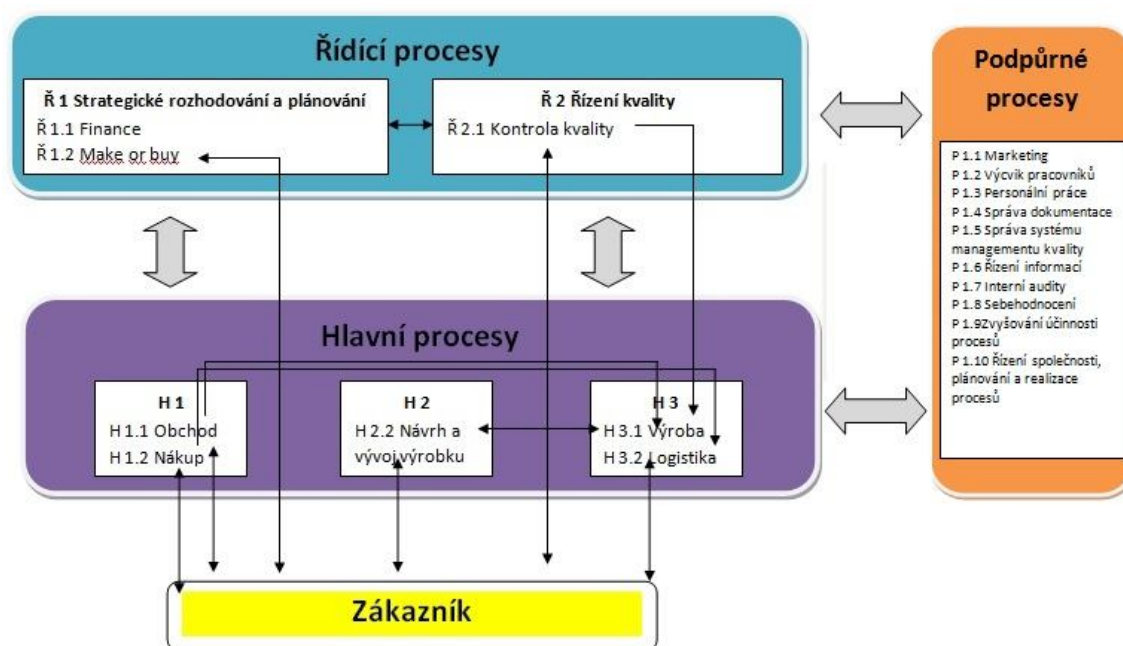 Řídící procesy
Ř 1 Strategické rozhodování a plánování
Ř 1.1 Finance
Ř 1.2 Make or buy
Ř 2 Řízení kvality
Ř 2.1 Kontrola kvality
Podpůrné
procesy
P 1.1 Marketing
P 1.2 Výcvik pracovníků
P 1.3 Personální práce
P 1.4 Správa dokumentace
P 1.5 Správa systému
managementu kvality
P 1.6 Řízení informací
P 1.7 Interní audity
P 1.8 Sebehodnocení
P 1.9Zvyšování účinnosti
procesů
P 1.10 Řízení společnosti,
plánování a realizace
procesů
Hlavní procesy
H 1
H 1.1 Obchod
H 1.2 Nákup
H 2
H 2.2 Návrh a
vývoj výrobku
H 3
H 3.1 Výroba
H 3.2 Logistika
Zákazník